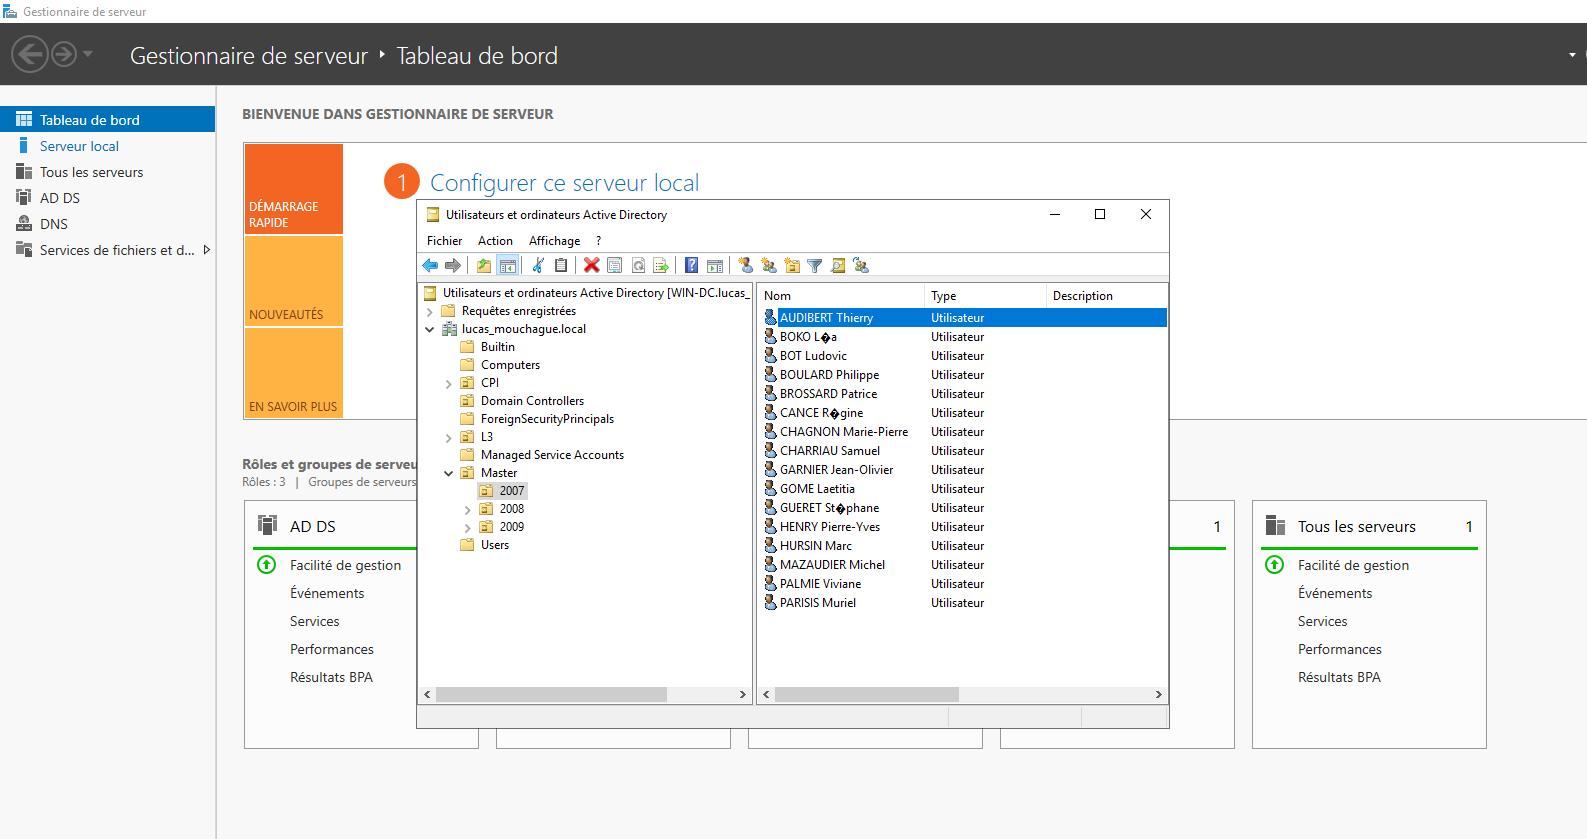 Gestionnaire de serveur
Gestionnaire de serveur ‣ Tableau de bord
Tableau de bord
Serveur local
Tous les serveurs
AD DS
DNS
Services de fichiers et d...
BIENVENUE DANS GESTIONNAIRE DE SERVEUR
DÉMARRAGE
RAPIDE
NOUVEAUTÉS
EN SAVOIR PLUS
1 Configurer ce serveur local
Utilisateurs et ordinateurs Active Directory
Fichier Action Affichage ?
Utilisateurs et ordinateurs Active Directory [WIN-DC.lucas_
Requêtes enregistrées
lucas_mouchague.local
Builtin
Computers
CPI
Domain Controllers
ForeignSecurityPrincipals
L3
Managed Service Accounts
Master
2007
2008
2009
Users
Nom Type Description
AUDIBERT Thierry Utilisateur
BOKO L�a Utilisateur
BOT Ludovic Utilisateur
BOULARD Philippe Utilisateur
BROSSARD Patrice Utilisateur
CANCE R�gine Utilisateur
CHAGNON Marie-Pierre Utilisateur
CHARRIAU Samuel Utilisateur
GARNIER Jean-Olivier Utilisateur
GOME Laetitia Utilisateur
GUERET St�phane Utilisateur
HENRY Pierre-Yves Utilisateur
HURSIN Marc Utilisateur
MAZAUDIER Michel Utilisateur
PALMIE Viviane Utilisateur
PARISIS Muriel Utilisateur
Rôles et groupes de serveu
Rôles : 3 | Groupes de serveurs
AD DS
Facilité de gestion
Événements
Services
Performances
Résultats BPA
1
Tous les serveurs 1
Facilité de gestion
Événements
Services
Performances
Résultats BPA